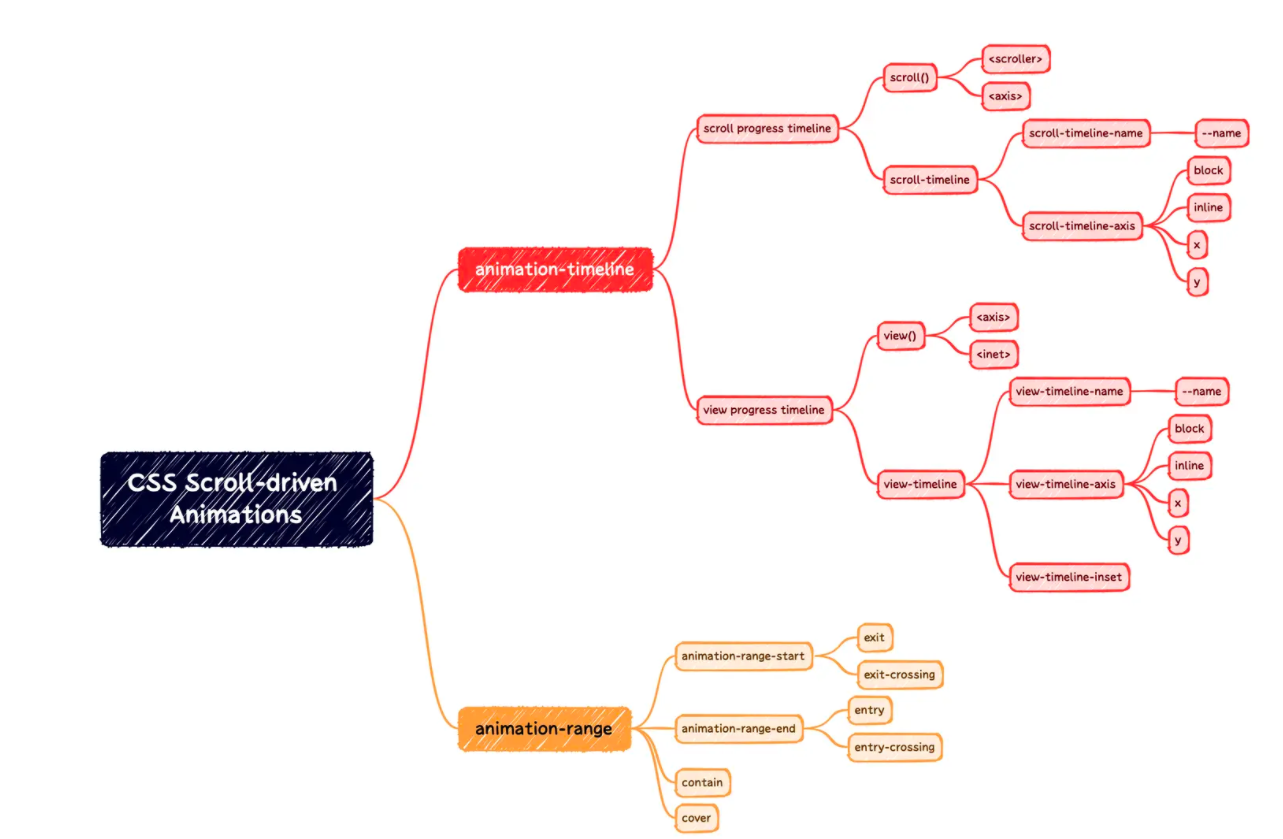 CSS Scroll-driven
Animations
animation-timeline
scroll progress timeline
scroll()
<scroller>
<axis>
scroll-timeline
scroll-timeline-name
--name
scroll-timeline-axis
block
inline
x
y
view progress timeline
view()
<axis>
<inet>
view-timeline
view-timeline-name
--name
view-timeline-axis
block
inline
x
y
view-timeline-inset
animation-range
animation-range-start
exit
exit-crossing
animation-range-end
entry
entry-crossing
contain
cover